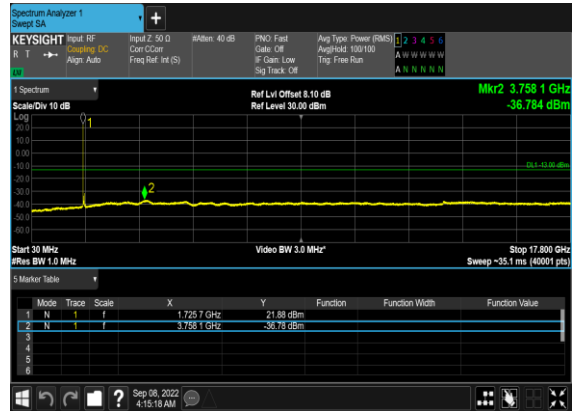 Spectrum Analyzer 1
Swept SA
+
KEYSIGHT Input: RF
R T Coupling: DC
Align: Auto
Input Z: 50 Ω
Corr CCorr
Freq Ref: Int (S)
#Atten: 40 dB
PNO: Fast
Gate: Off
IF Gain: Low
Sig Track: Off
Avg Type: Power (RMS)
Avg|Hold: 100/100
Trig: Free Run
1 2 3 4 5 6
A W W W W W
A N N N N N
1 Spectrum
Scale/Div 10 dB
Ref Lvl Offset 8.10 dB
Ref Level 30.00 dBm
Mkr2 3.758 1 GHz
-36.784 dBm
Log
20.0
10.0
0.00
-10.0
-20.0
-30.0
-40.0
-50.0
-60.0
1
2
DL1 -13.00 dBm
Start 30 MHz Video BW 3.0 MHz* Stop 17.800 GHz
#Res BW 1.0 MHz Sweep ~35.1 ms (40001 pts)
5 Marker Table
Mode Trace Scale X Y Function Function Width Function Value
1 N 1 f 1.725 7 GHz 21.88 dBm
2 N 1 f 3.758 1 GHz -36.78 dBm
3
4
5
6
? Sep 08, 2022
4:15:18 AM